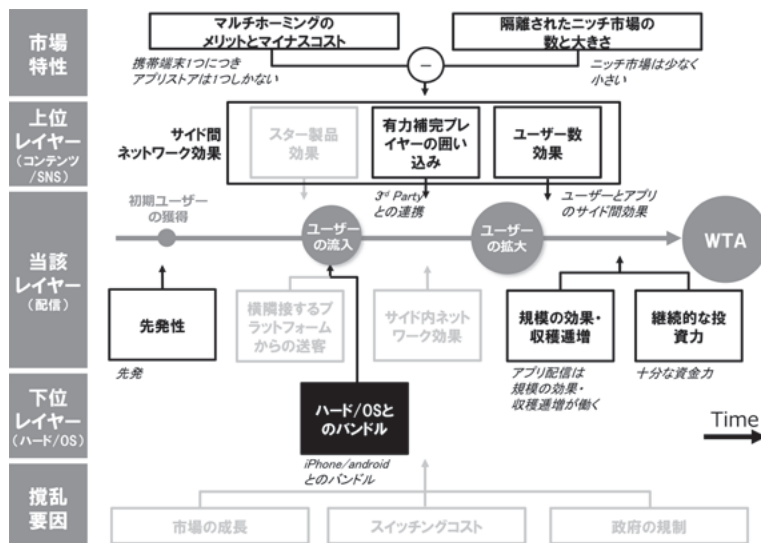 市場
特性
マルチホーミングの
メリットとマイナスコスト
隔離されたニッチ市場の
数と大きさ
携帯端末1つにつき
アプリストアは1つしかない
−
ニッチ市場は少なく
小さい
上位
レイヤー
(コンテンツ
/SNS)
サイド間
ネットワーク効果
スター製品
効果
有力補完プレ
イヤーの囲い
込み
ユーザー数
効果
3rd Party
との連携
ユーザーとアプリ
のサイド間効果
当該
レイヤー
(配信)
初期ユーザー
の獲得
ユーザー
の流入
ユーザー
の拡大
WTA
先発性
先発
横隣接するプ
ラットフォーム
からの送客
サイド内ネット
ワーク効果
規模の効果・
収穫逓増
継続的な投
資力
アプリ配信は
規模の効果・
収穫逓増が働く
十分な資金力
下位
レイヤー
(ハード/OS)
ハード/OSと
のバンドル
iPhone/android
とのバンドル
Time
撹乱
要因
市場の成長
スイッチングコスト
政府の規制